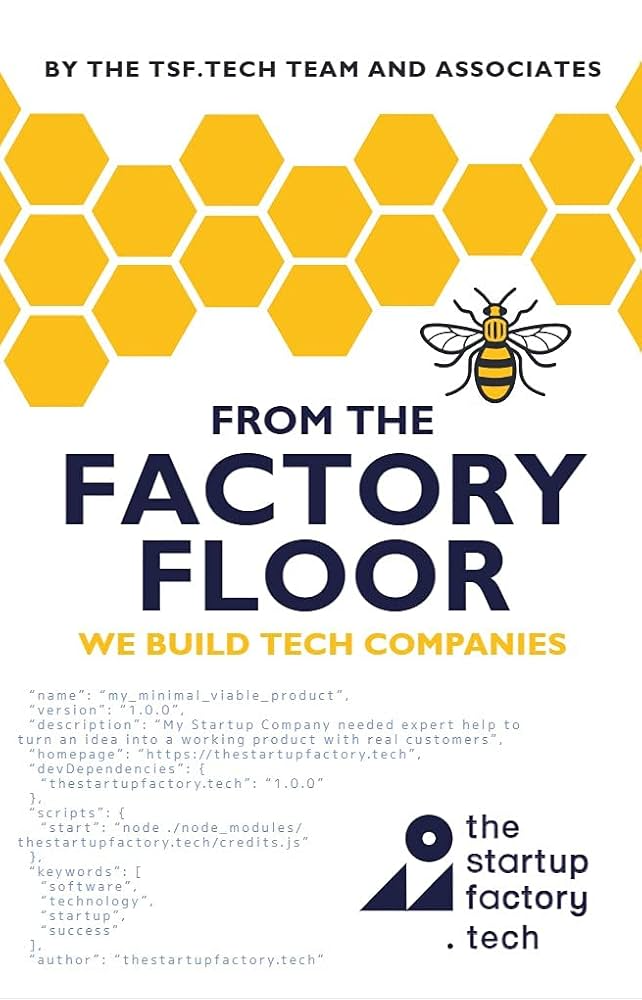 BY THE TSF.TECH TEAM AND ASSOCIATES
FROM THE
FACTORY
FLOOR
WE BUILD TECH COMPANIES
“name”: “my_minimal_viable_product”,
“version”: “1.0.0”,
“description”: “My Startup Company needed expert help to
turn an idea into a working product with real customers”,
“homepage”: “https://thestartupfactory.tech”,
“devDependencies”: {
“thestartupfactory.tech”: “1.0.0”
},
“scripts”: {
“start”: “node ./node_modules/
thestartupfactory.tech/credits.js”
},
“keywords”: [
“software”,
“technology”,
“startup”,
“success”
],
“author”: “thestartupfactory.tech”
the
startup
factory
. tech